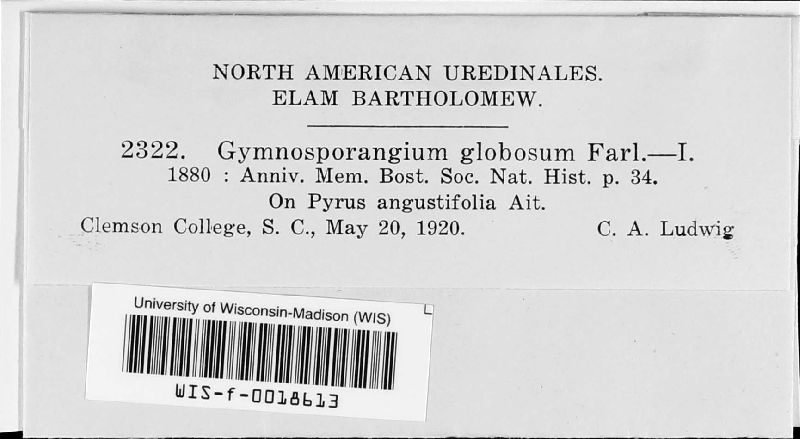 NORTH AMERICAN UREDINALES.
ELAM BARTHOLOMEW.
2322. Gymnosporangium globosum Farl.—I.
1880 : Anniv. Mem. Bost. Soc. Nat. Hist. p. 34.
On Pyrus angustifolia Ait.
Clemson College, S. C., May 20, 1920. C. A. Ludwig
University of Wisconsin-Madison (WIS)
WIS-f-0018613